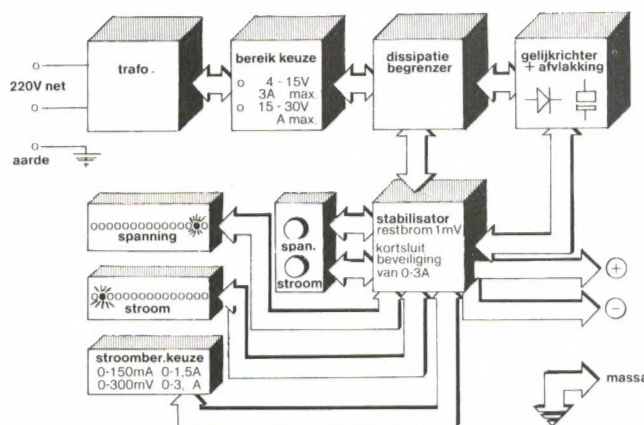 220V net
aarde
trafo.
bereik keuze
o 4 - 15V
3A max.
o 15 - 30V
A max.
dissipatie
begrenzer
gelijkrichter
+ afvlakking
spanning
stroom
span.
stroom
stabilisator
restbrom 1mV
kortsluit
beveiliging
van 0-3A
+
−
stroomber.keuze
0-150mA 0-1,5A
0-300mV 0-3, A
massa